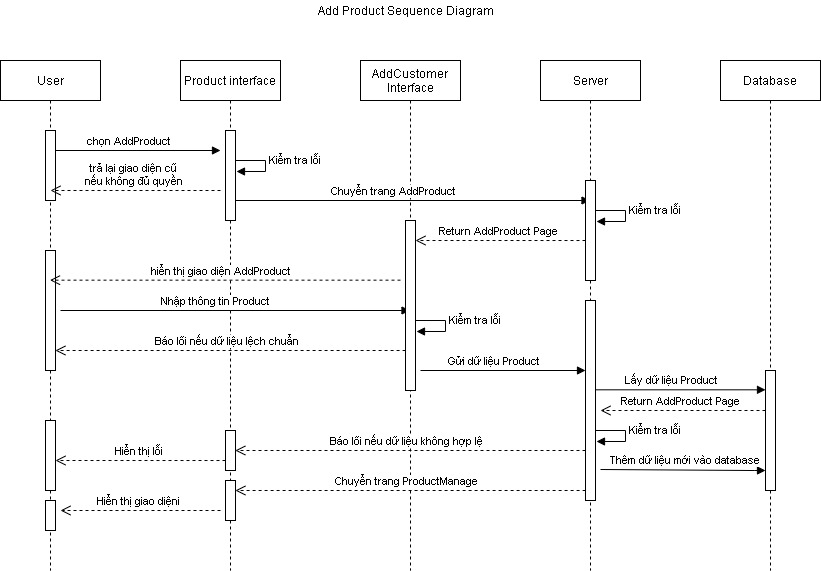 Add Product Sequence Diagram
User
Product interface
AddCustomer
Interface
Server
Database
chọn AddProduct
Kiểm tra lỗi
trả lại giao diện cũ
nếu không đủ quyền
Chuyển trang AddProduct
Kiểm tra lỗi
Return AddProduct Page
hiển thị giao diện AddProduct
Nhập thông tin Product
Kiểm tra lỗi
Báo lối nếu dữ liệu lệch chuẩn
Gửi dữ liệu Product
Lấy dữ liệu Product
Return AddProduct Page
Kiểm tra lỗi
Báo lối nếu dữ liệu không hợp lệ
Hiển thị lỗi
Thêm dữ liệu mới vào database
Chuyển trang ProductManage
Hiển thị giao diệni